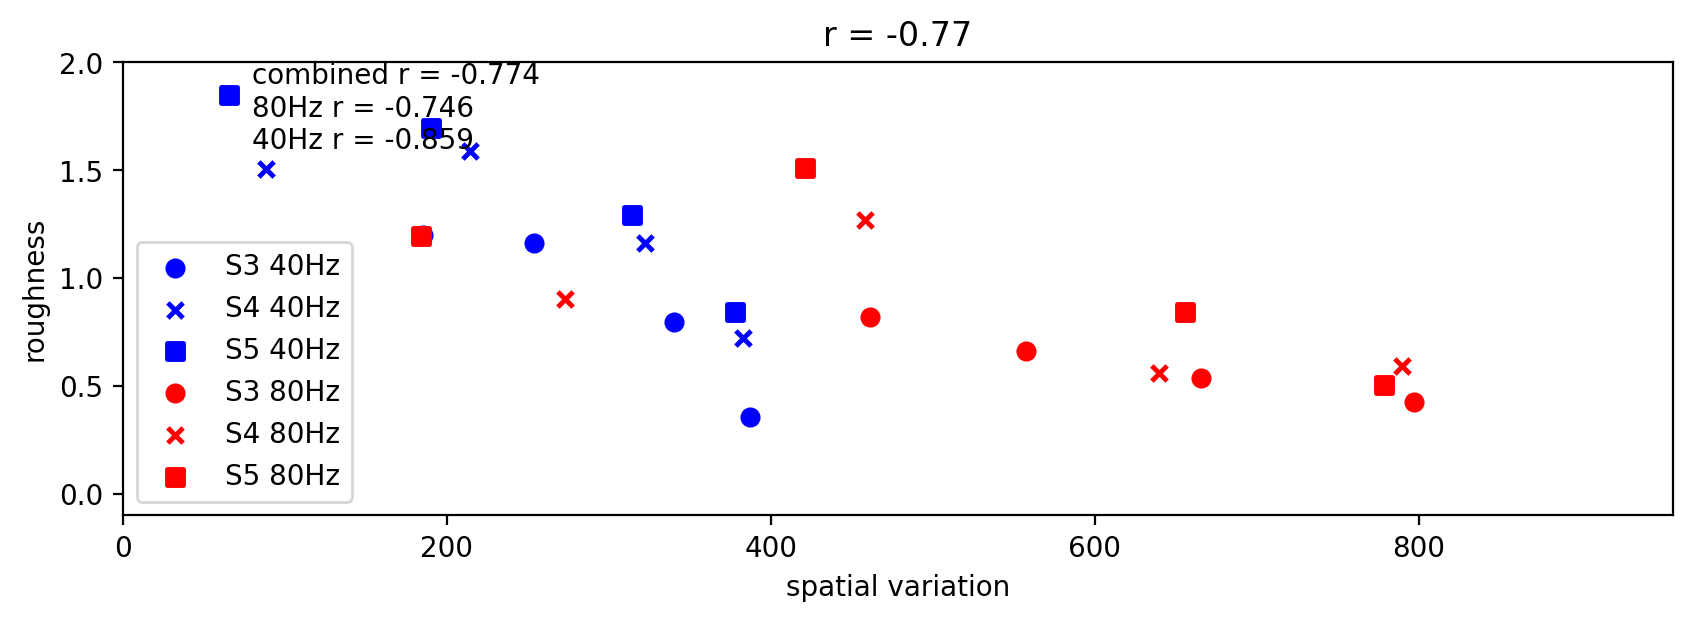 r = -0.77
combined r = -0.774
80Hz r = -0.746
40Hz r = -0.859
roughness
2.0
1.5
1.0
0.5
0.0
S3 40Hz
S4 40Hz
S5 40Hz
S3 80Hz
S4 80Hz
S5 80Hz
0 200 400 600 800
spatial variation